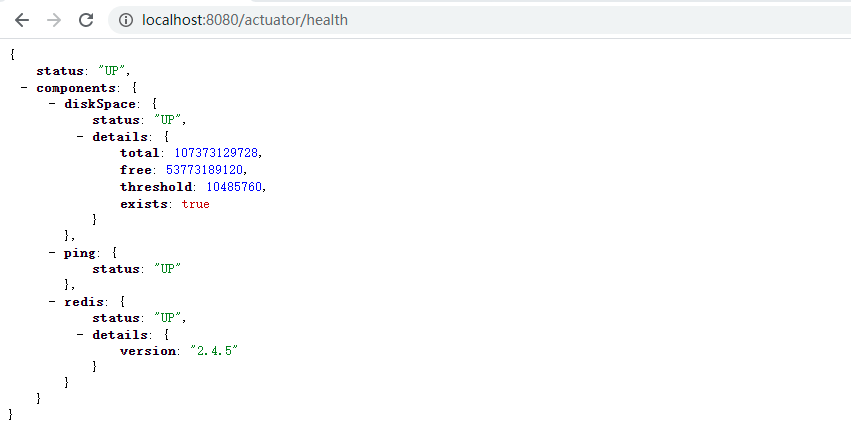 localhost:8080/actuator/health
{
status: "UP",
- components: {
- diskSpace: {
status: "UP",
- details: {
total: 107373129728,
free: 53773189120,
threshold: 10485760,
exists: true
}
},
- ping: {
status: "UP"
},
- redis: {
status: "UP",
- details: {
version: "2.4.5"
}
}
}
}